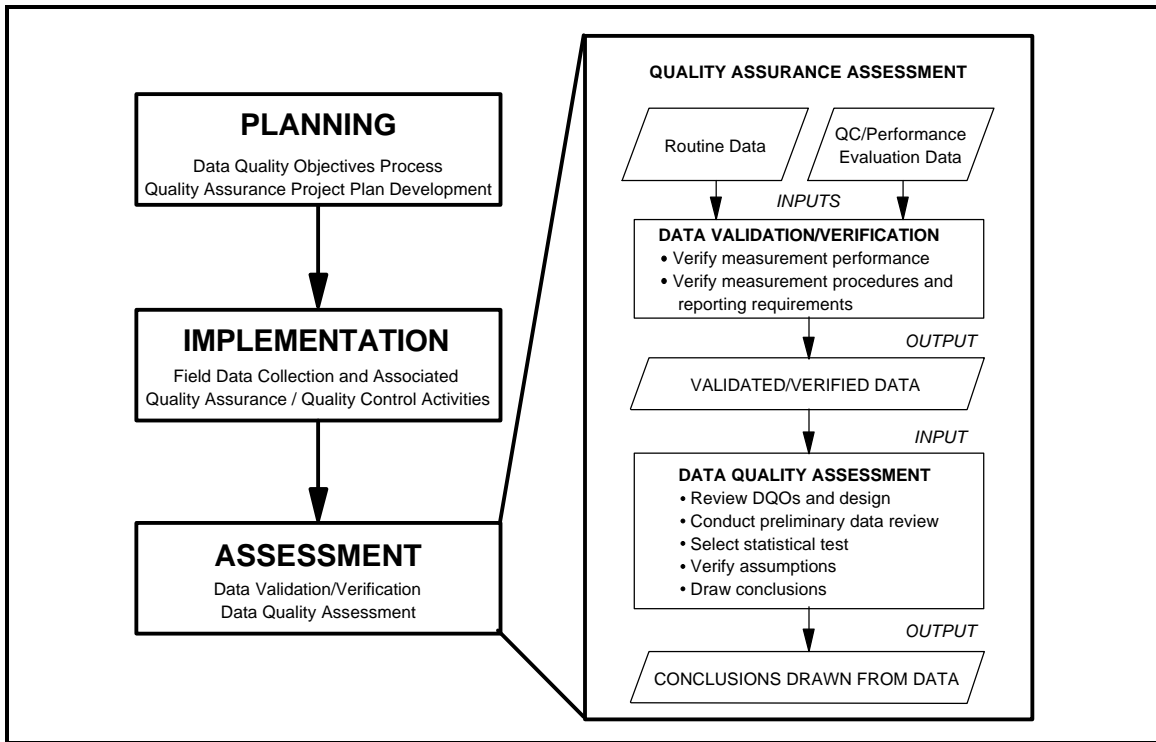 PLANNING
Data Quality Objectives Process
Quality Assurance Project Plan Development
IMPLEMENTATION
Field Data Collection and Associated
Quality Assurance / Quality Control Activities
ASSESSMENT
Data Validation/Verification
Data Quality Assessment
QUALITY ASSURANCE ASSESSMENT
Routine Data
QC/Performance
Evaluation Data
INPUTS
DATA VALIDATION/VERIFICATION
• Verify measurement performance
• Verify measurement procedures and
reporting requirements
OUTPUT
VALIDATED/VERIFIED DATA
INPUT
DATA QUALITY ASSESSMENT
• Review DQOs and design
• Conduct preliminary data review
• Select statistical test
• Verify assumptions
• Draw conclusions
OUTPUT
CONCLUSIONS DRAWN FROM DATA